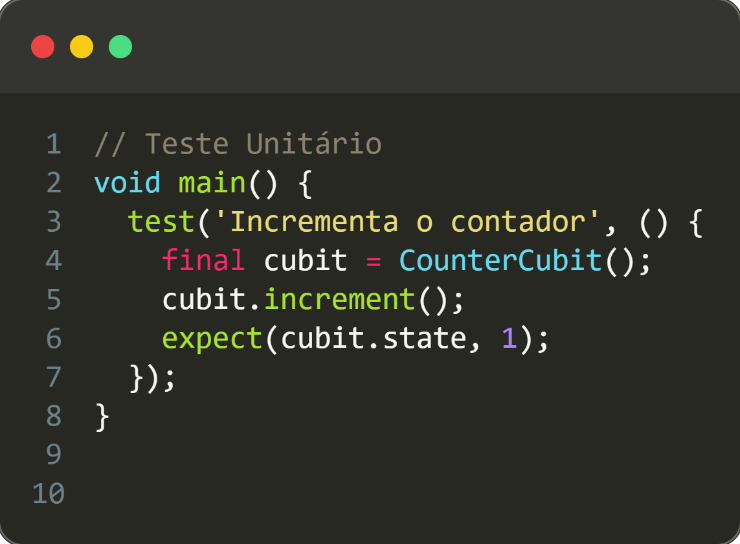 1 // Teste Unitário
2 void main() {
3   test('Incrementa o contador', () {
4     final cubit = CounterCubit();
5     cubit.increment();
6     expect(cubit.state, 1);
7   });
8 }
9
10